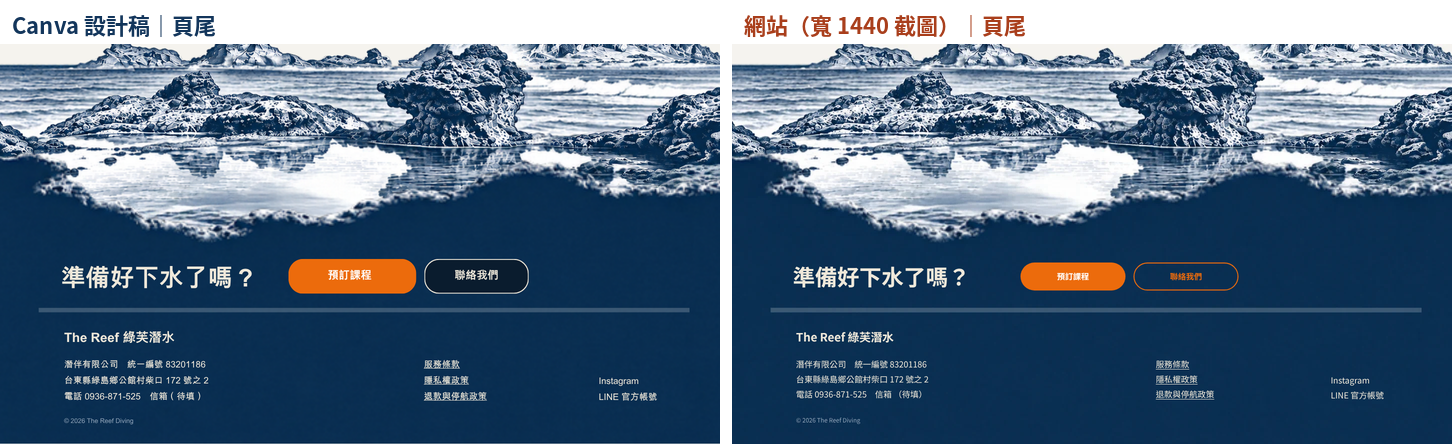 Canva 設計稿｜頁尾
準備好下水了嗎？
預訂課程
聯絡我們
The Reef 綠芙潛水
潛伴有限公司　統一編號 83201186
台東縣綠島鄉公館村柴口 172 號之 2
電話 0936-871-525　信箱（待填）
服務條款
隱私權政策
退款與停航政策
Instagram
LINE 官方帳號
© 2026 The Reef Diving
網站（寬 1440 截圖）｜頁尾
準備好下水了嗎？
預訂課程
聯絡我們
The Reef 綠芙潛水
潛伴有限公司　統一編號 83201186
台東縣綠島鄉公館村柴口 172 號之 2
電話 0936-871-525　信箱 （待填）
服務條款
隱私權政策
退款與停航政策
Instagram
LINE 官方帳號
© 2026 The Reef Diving